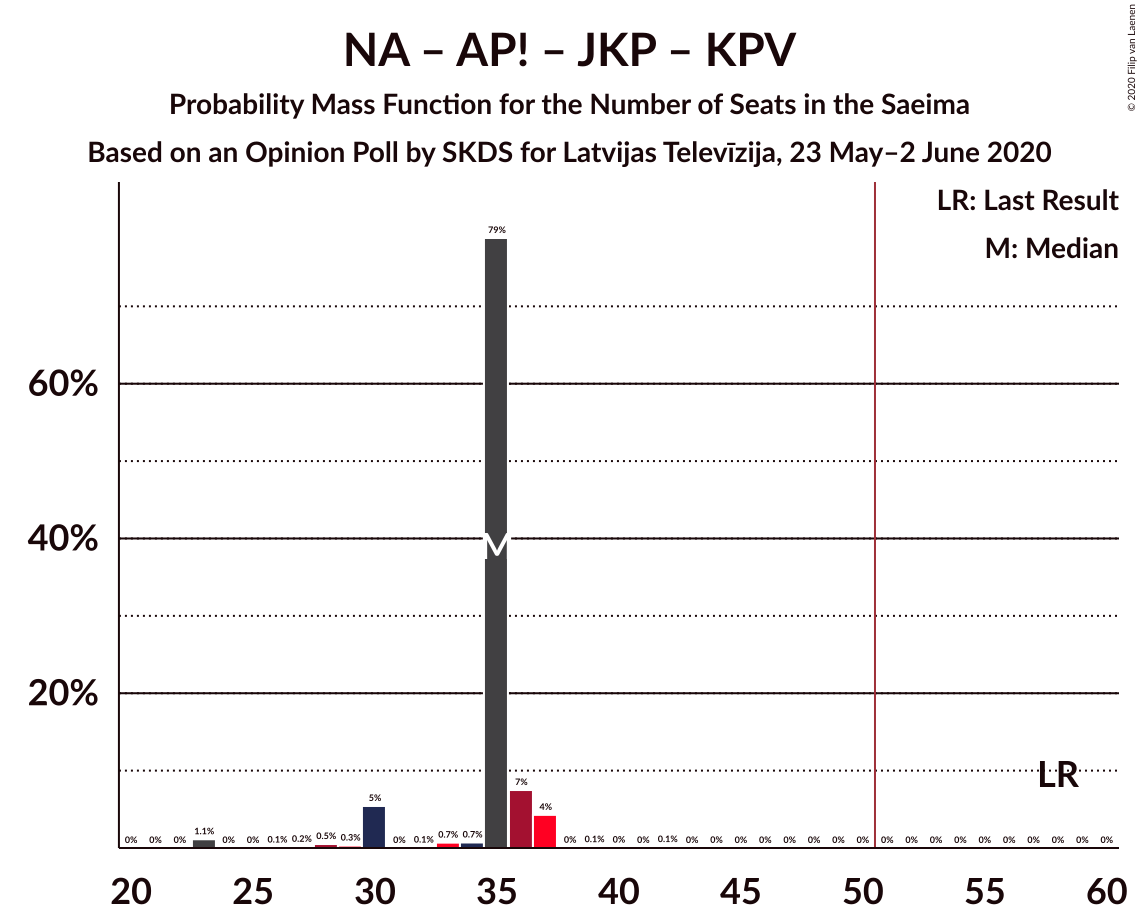 NA – AP! – JKP – KPV
Probability Mass Function for the Number of Seats in the Saeima
Based on an Opinion Poll by SKDS for Latvijas Televīzija, 23 May–2 June 2020
© 2020 Filip van Laenen
LR: Last Result
M: Median
79%
60%
40%
M
20%
LR
0% 0% 0% 1.1% 0% 0% 0.1% 0.2% 0.5% 0.3% 5% 0% 0.1% 0.7% 0.7% 7% 4% 0% 0.1% 0% 0% 0.1% 0% 0% 0% 0% 0% 0% 0% 0% 0% 0% 0% 0% 0% 0% 0% 0% 0% 0%
20 25 30 35 40 45 50 55 60